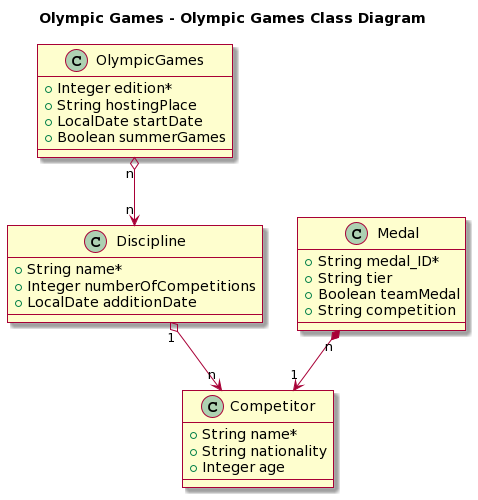 Olympic Games - Olympic Games Class Diagram
C OlympicGames
Integer edition*
String hostingPlace
LocalDate startDate
Boolean summerGames
n
n
C Discipline
String name*
Integer numberOfCompetitions
LocalDate additionDate
C Medal
String medal_ID*
String tier
Boolean teamMedal
String competition
1
n
n
1
C Competitor
String name*
String nationality
Integer age